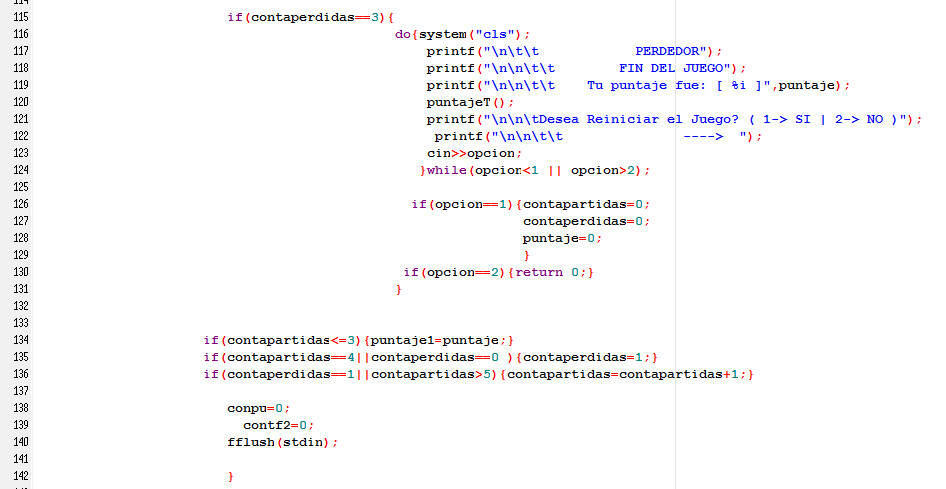 114
115 if(contaperdidas==3){
116 do{system("cls");
117 printf("\n\t\t            PERDEDOR");
118 printf("\n\n\t\t        FIN DEL JUEGO");
119 printf("\n\n\t\t    Tu puntaje fue: [ %i ]",puntaje);
120 puntajeT();
121 printf("\n\n\tDesea Reiniciar el Juego? ( 1-> SI | 2-> NO )");
122 printf("\n\n\t\t               ---->  ");
123 cin>>opcion;
124 }while(opcion<1 || opcion>2);
125
126 if(opcion==1){contapartidas=0;
127 contaperdidas=0;
128 puntaje=0;
129 }
130 if(opcion==2){return 0;}
131 }
132
133
134 if(contapartidas<=3){puntaje1=puntaje;}
135 if(contapartidas==4||contaperdidas==0 ){contaperdidas=1;}
136 if(contaperdidas==1||contapartidas>5){contapartidas=contapartidas+1;}
137
138 conpu=0;
139 contf2=0;
140 fflush(stdin);
141
142 }